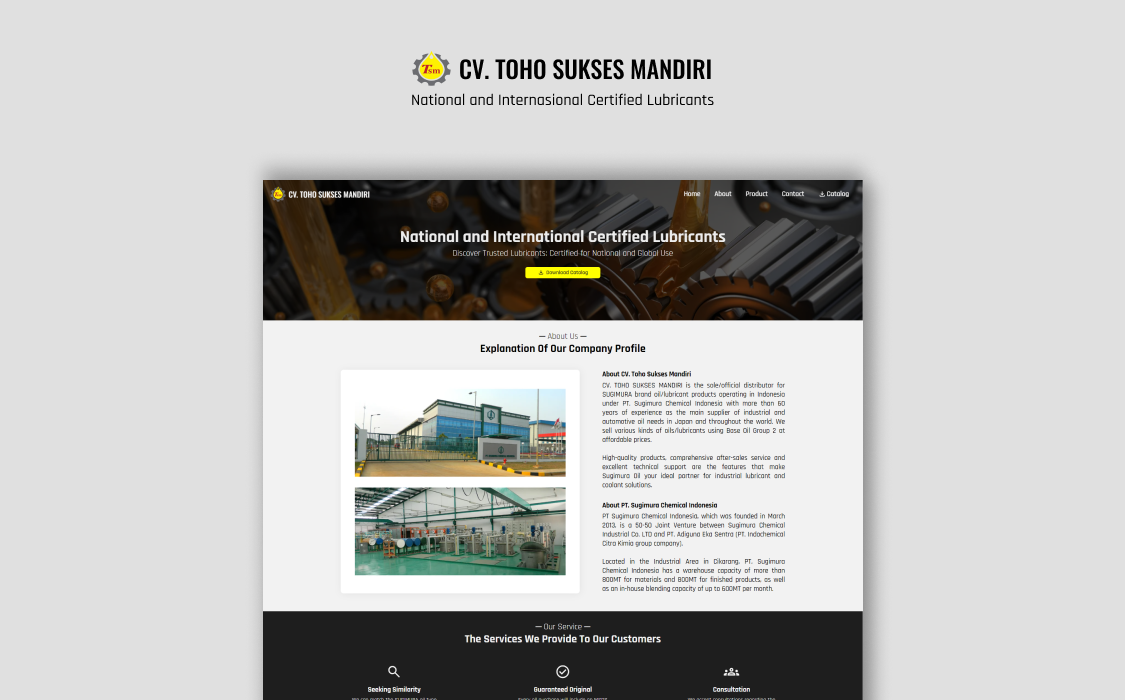 Tsm
CV. TOHO SUKSES MANDIRI
National and Internasional Certified Lubricants
CV. TOHO SUKSES MANDIRI
Home About Product Contact Catalog
National and International Certified Lubricants
Discover Trusted Lubricants: Certified for National and Global Use
Download Catalog
— About Us —
Explanation Of Our Company Profile
About CV. Toho Sukses Mandiri
CV. TOHO SUKSES MANDIRI is the sole/official distributor for
SUGIMURA brand oil/lubricant products operating in Indonesia
under PT. Sugimura Chemical Indonesia with more than 60
years of experience as the main supplier of industrial and
automotive oil needs in Japan and throughout the world. We
sell various kinds of oils/lubricants using Base Oil Group 2 at
affordable prices.
High-quality products, comprehensive after-sales service and
excellent technical support are the features that make
Sugimura Oil your ideal partner for industrial lubricant and
coolant solutions.
About PT. Sugimura Chemical Indonesia
PT Sugimura Chemical Indonesia, which was founded in March
2013, is a 50-50 Joint Venture between Sugimura Chemical
Industrial Co. LTD and PT. Adiguna Eka Sentra (PT. Indochemical
Citra Kimia group company).
Located in the Industrial Area in Cikarang, PT. Sugimura
Chemical Indonesia has a warehouse capacity of more than
800MT for materials and 800MT for finished products, as well
as an in-house blending capacity of up to 600MT per month.
— Our Service —
The Services We Provide To Our Customers
Seeking Similarity
Guaranteed Original
Consultation